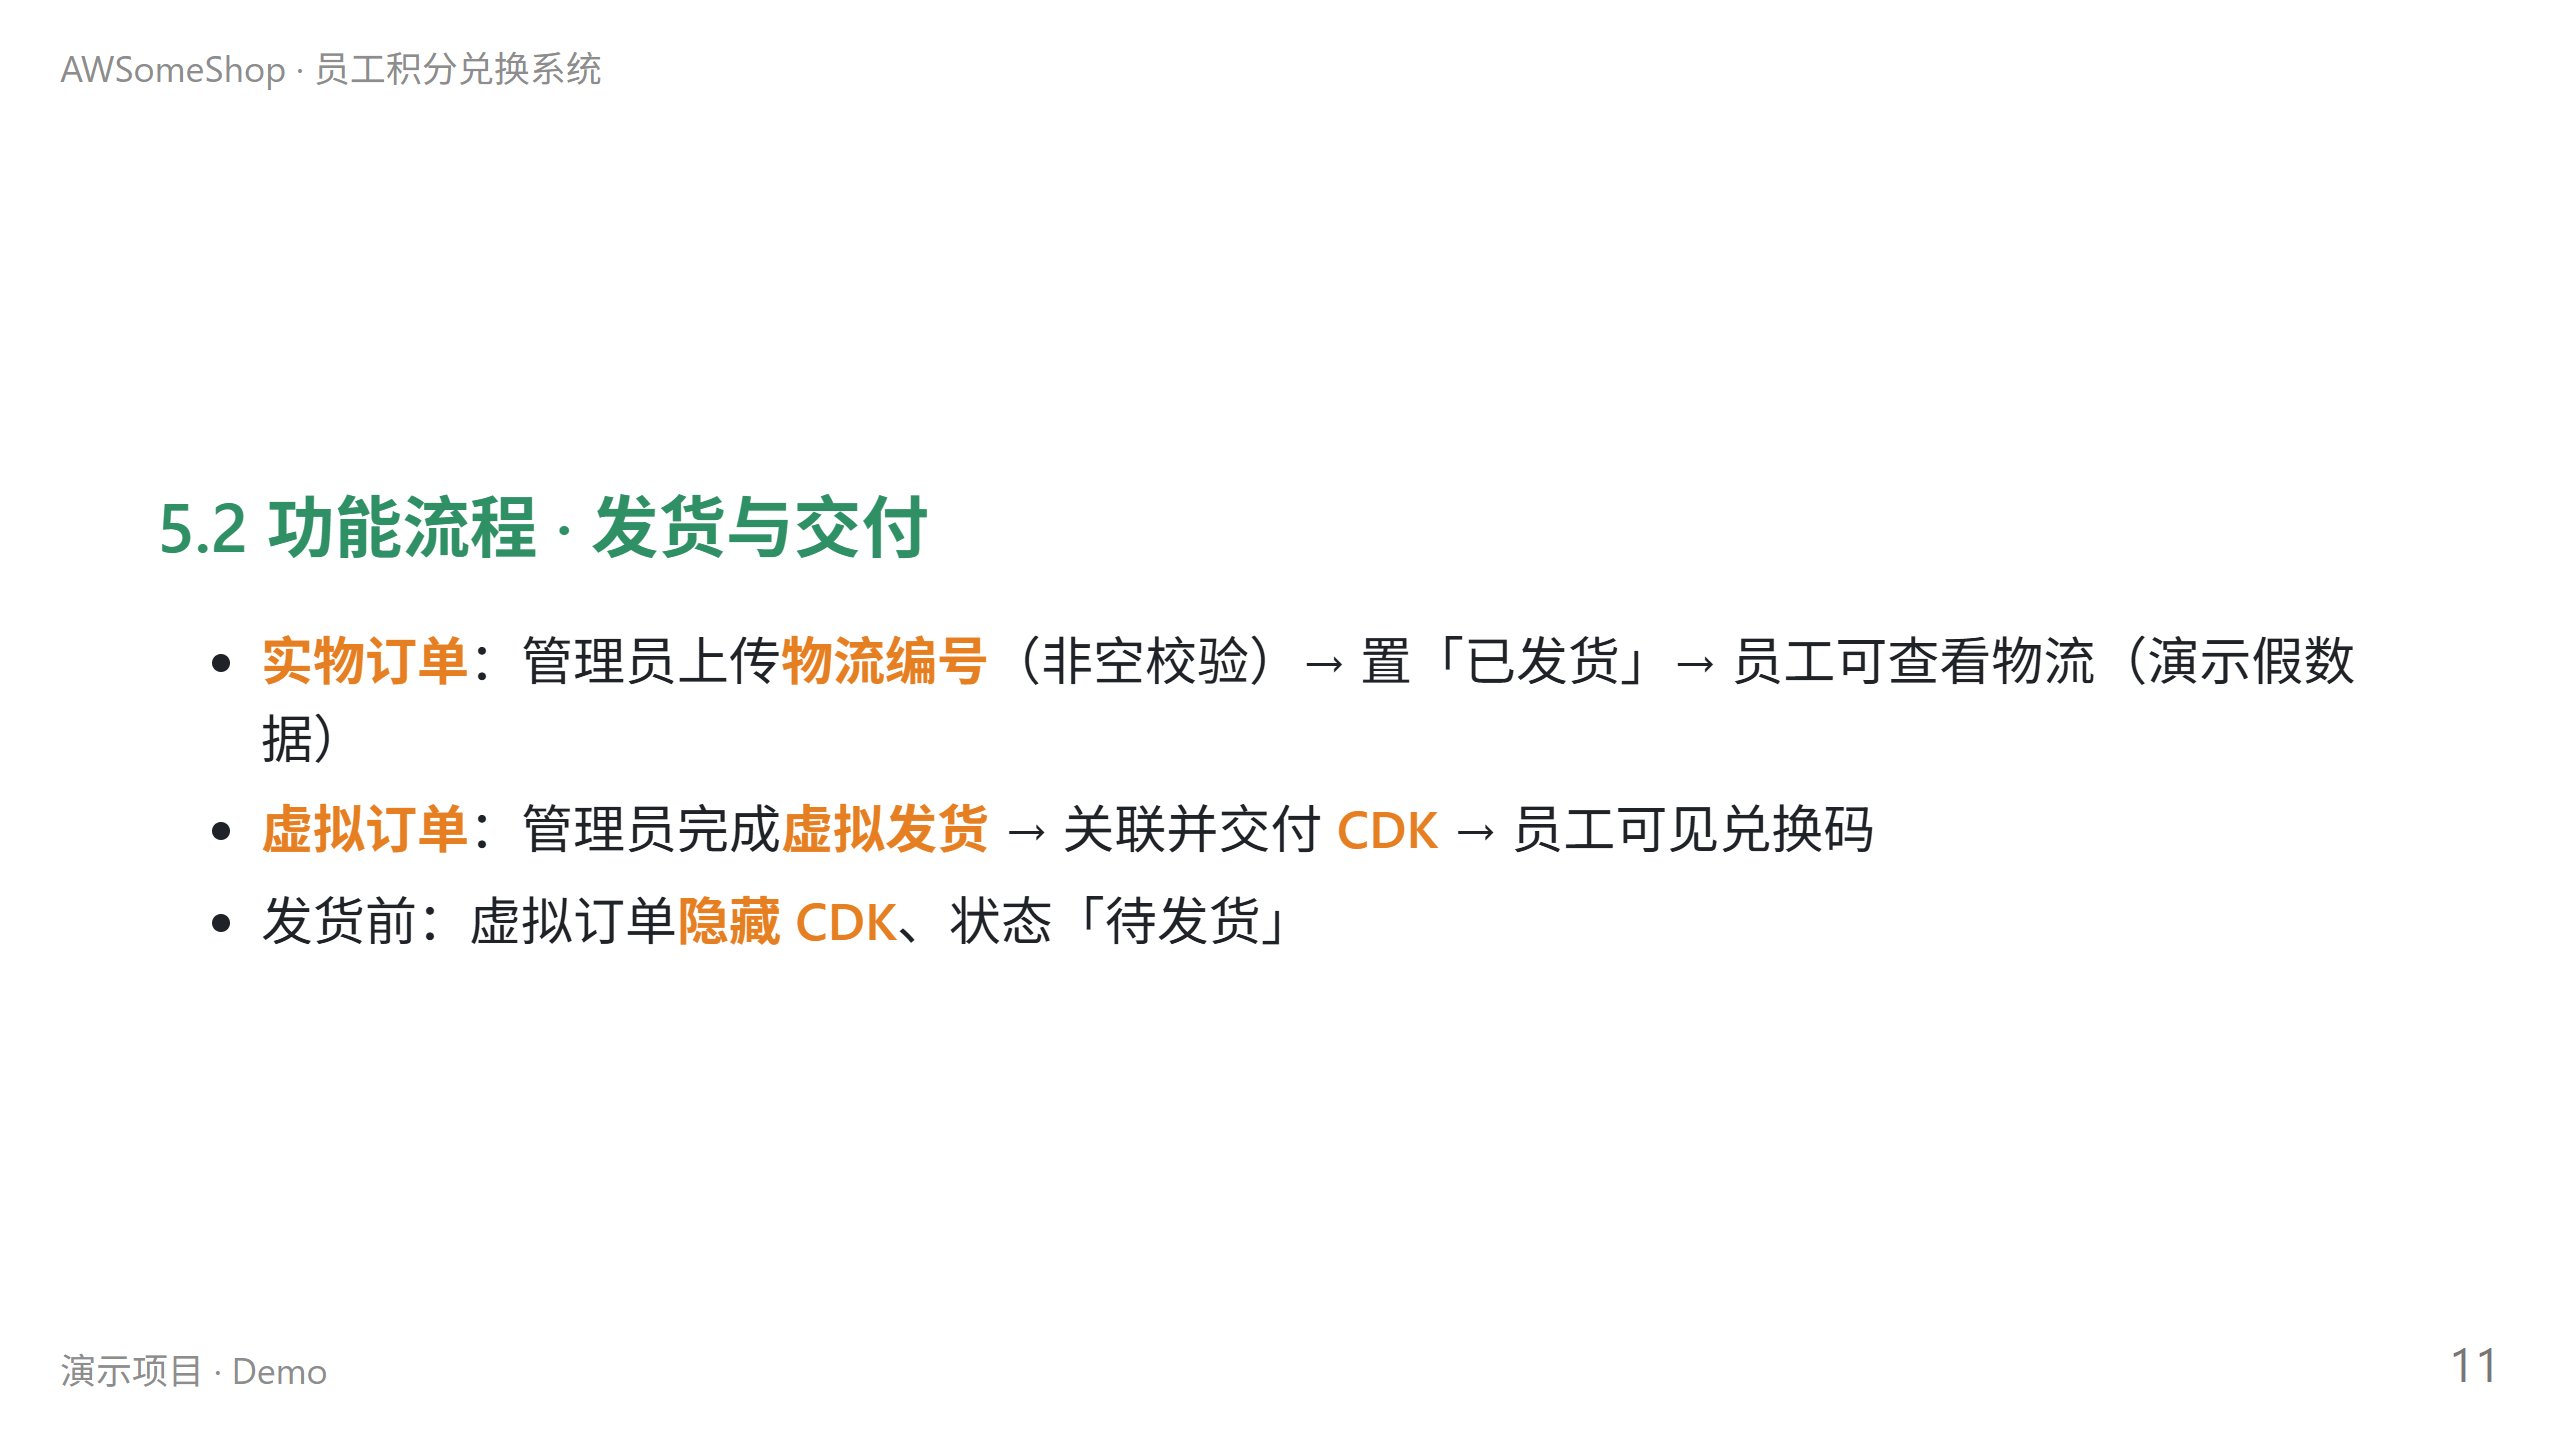 AWSomeShop · 员工积分兑换系统
5.2 功能流程 · 发货与交付
• 实物订单：管理员上传物流编号（非空校验）→ 置「已发货」→ 员工可查看物流（演示假数
据）
• 虚拟订单：管理员完成虚拟发货 → 关联并交付 CDK → 员工可见兑换码
• 发货前：虚拟订单隐藏 CDK、状态「待发货」
演示项目 · Demo
11